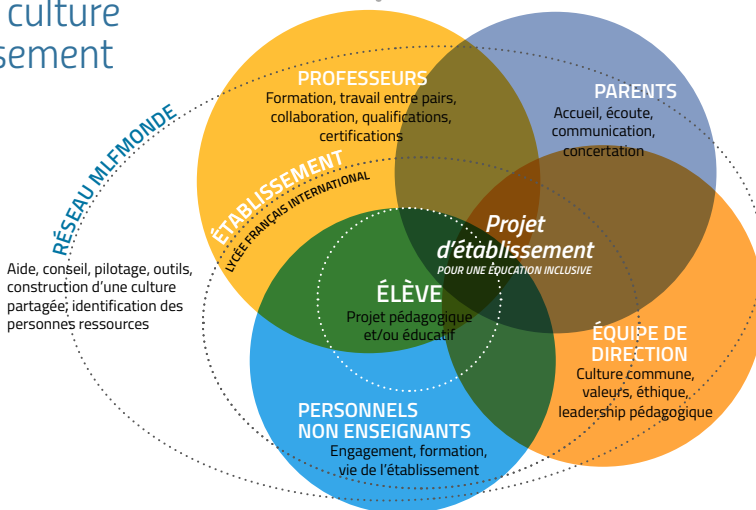 culture
sement
PROFESSEURS
Formation, travail entre pairs,
collaboration, qualifications,
certifications
PARENTS
Accueil, écoute,
communication,
concertation
RÉSEAU MLFMONDE
Aide, conseil, pilotage, outils,
construction d'une culture
partagée, identification des
personnes ressources
ÉTABLISSEMENT
LYCÉE FRANÇAIS INTERNATIONAL
Projet
d'établissement
POUR UNE ÉDUCATION INCLUSIVE
ÉLÈVE
Projet pédagogique
et/ou éducatif
ÉQUIPE DE
DIRECTION
Culture commune,
valeurs, éthique,
leadership pédagogique
PERSONNELS
NON ENSEIGNANTS
Engagement, formation,
vie de l'établissement